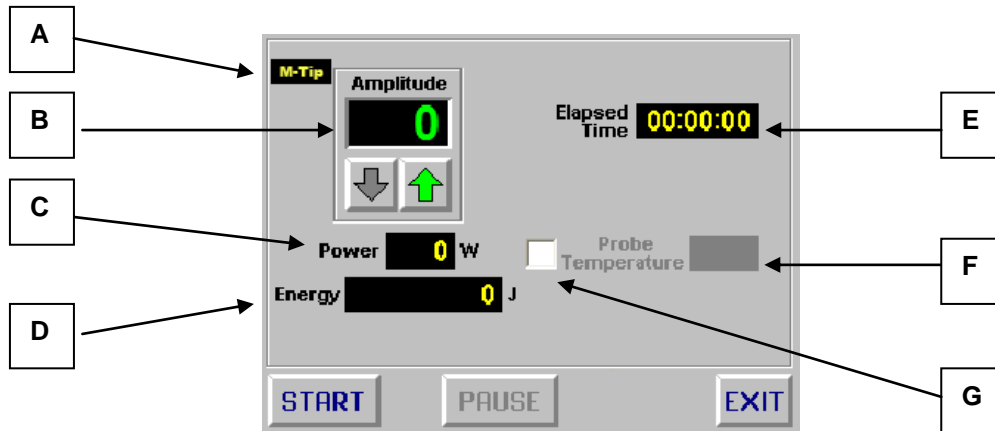 A
B
C
D
M-Tip
Amplitude
0
Elapsed
Time 00:00:00
Power 0 W
Probe
Temperature
Energy 0 J
START PAUSE EXIT
E
F
G